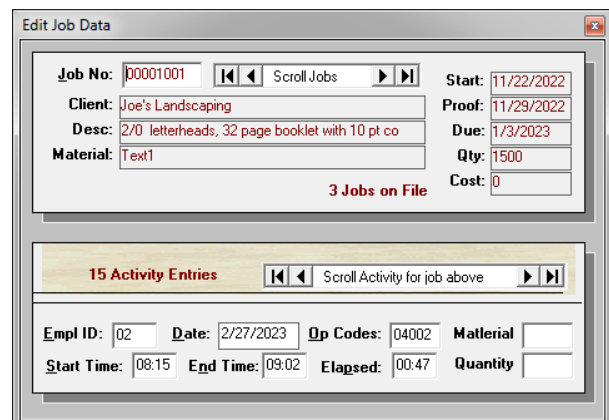 Edit Job Data
Job No: 00001001 Scroll Jobs Start: 11/22/2022
Client: Joe's Landscaping Proof: 11/29/2022
Desc: 2/0 letterheads, 32 page booklet with 10 pt co Due: 1/3/2023
Material: Text1 Qty: 1500
3 Jobs on File Cost: 0
15 Activity Entries Scroll Activity for job above
Empl ID: 02 Date: 2/27/2023 Op Codes: 04002 Matlerial
Start Time: 08:15 End Time: 09:02 Elapsed: 00:47 Quantity